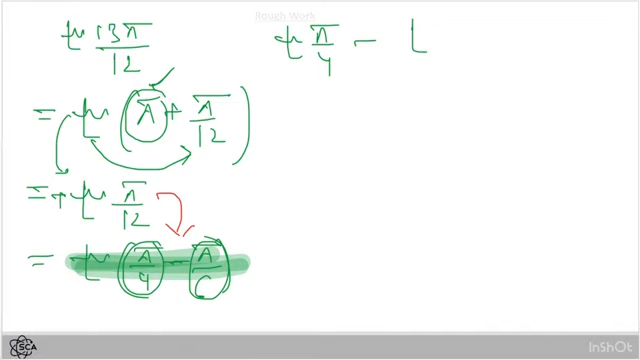 Rough Work
tan 13π/12
= tan (π + π/12)
= + tan π/12
= tan (π/4 − π/6)
tan π/4 −
SCA
InShOt